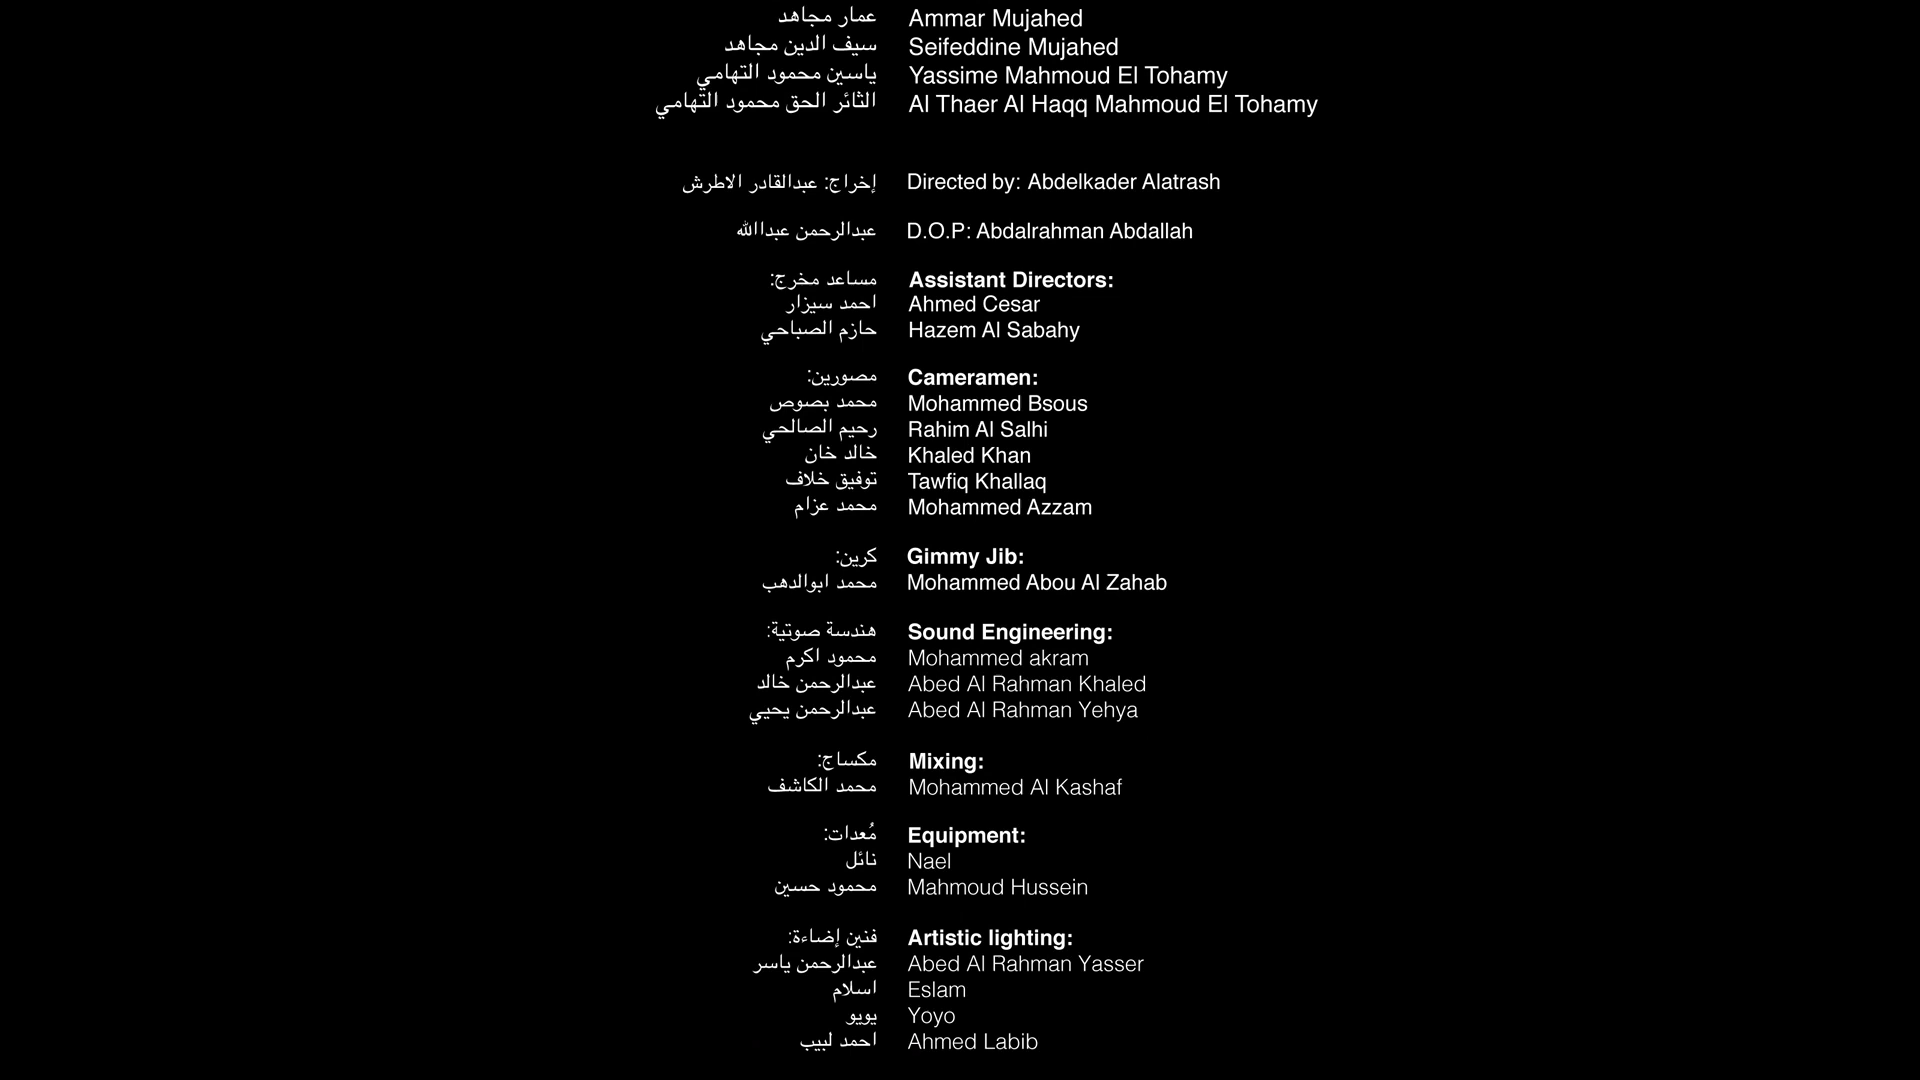 عمار مجاهد Ammar Mujahed
سيف الدين مجاهد Seifeddine Mujahed
ياسين محمود التهامي Yassime Mahmoud El Tohamy
الثائر الحق محمود التهامي Al Thaer Al Haqq Mahmoud El Tohamy
إخراج: عبدالقادر الاطرش Directed by: Abdelkader Alatrash
عبدالرحمن عبداالله D.O.P: Abdalrahman Abdallah
مساعد مخرج: Assistant Directors:
احمد سيزار Ahmed Cesar
حازم الصباحي Hazem Al Sabahy
مصورين: Cameramen:
محمد بصوص Mohammed Bsous
رحيم الصالحي Rahim Al Salhi
خالد خان Khaled Khan
توفيق خلاف Tawfiq Khallaq
محمد عزام Mohammed Azzam
كرين: Gimmy Jib:
محمد ابوالدهب Mohammed Abou Al Zahab
هندسة صوتية: Sound Engineering:
محمود اكرم Mohammed akram
عبدالرحمن خالد Abed Al Rahman Khaled
عبدالرحمن يحيي Abed Al Rahman Yehya
مكساج: Mixing:
محمد الكاشف Mohammed Al Kashaf
مُعدات: Equipment:
نائل Nael
محمود حسين Mahmoud Hussein
فنين إضاءة: Artistic lighting:
عبدالرحمن ياسر Abed Al Rahman Yasser
اسلام Eslam
يويو Yoyo
احمد لبيب Ahmed Labib